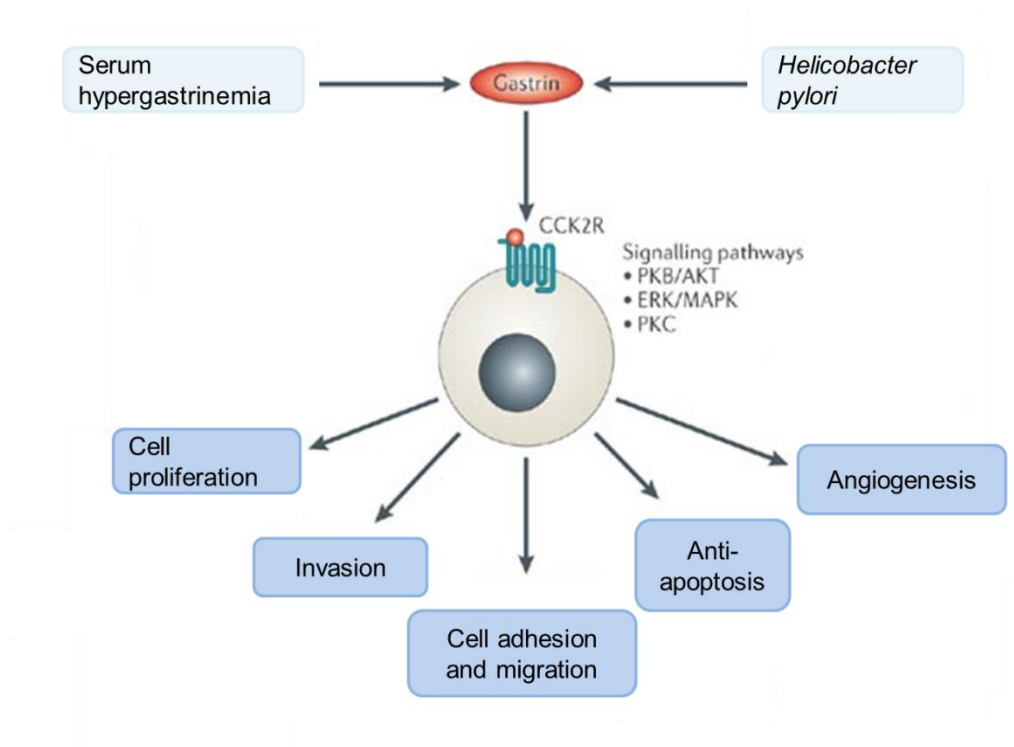 Serum
hypergastrinemia
Gastrin
Helicobacter
pylori
CCK2R
Signalling pathways
• PKB/AKT
• ERK/MAPK
• PKC
Cell
proliferation
Invasion
Cell adhesion
and migration
Anti-
apoptosis
Angiogenesis